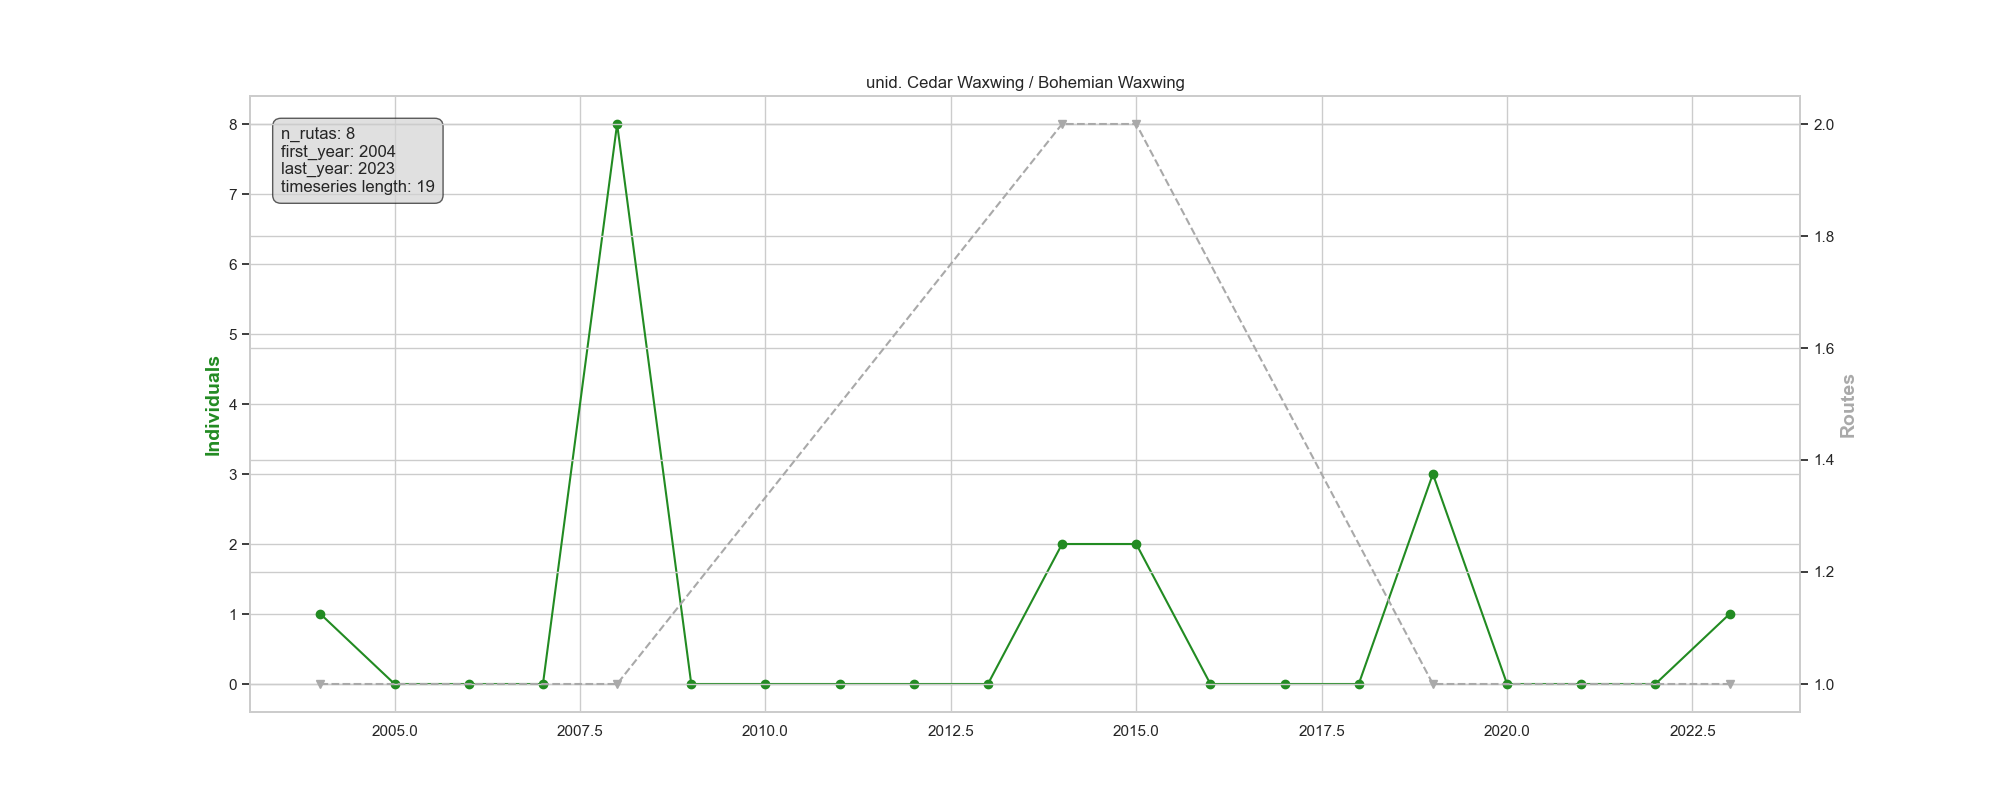 unid. Cedar Waxwing / Bohemian Waxwing
n_rutas: 8
first_year: 2004
last_year: 2023
timeseries length: 19
Individuals
8
7
6
5
4
3
2
1
0
2.0
1.8
1.6
1.4
1.2
1.0
Routes
2005.0 2007.5 2010.0 2012.5 2015.0 2017.5 2020.0 2022.5